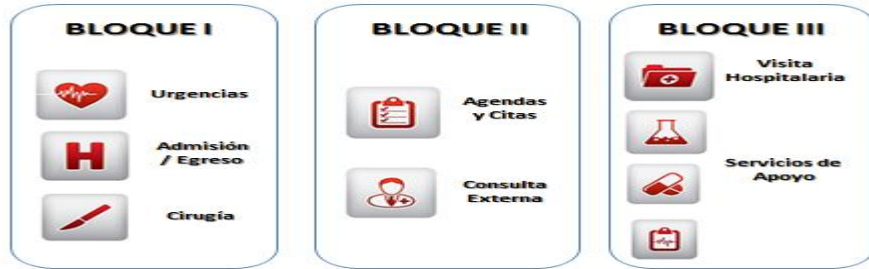 BLOQUE I
Urgencias
Admisión
/ Egreso
H
Cirugía
BLOQUE II
Agendas
y Citas
Consulta
Externa
BLOQUE III
Visita
Hospitalaria
Servicios de
Apoyo